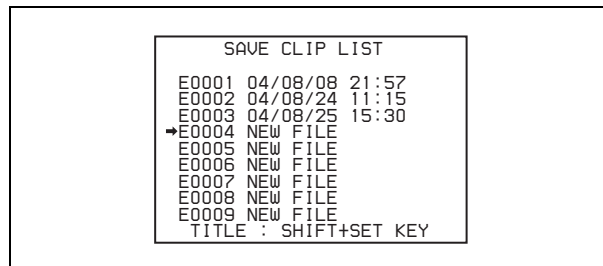 SAVE CLIP LIST
E0001 04/08/08 21:57
E0002 04/08/24 11:15
E0003 04/08/25 15:30
➡E0004 NEW FILE
E0005 NEW FILE
E0006 NEW FILE
E0007 NEW FILE
E0008 NEW FILE
E0009 NEW FILE
TITLE : SHIFT+SET KEY